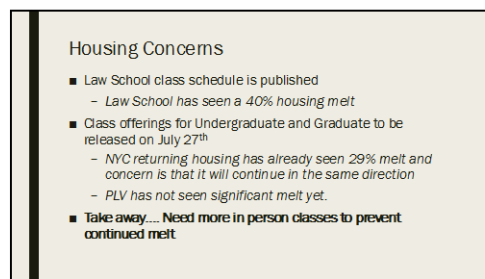 Housing Concerns
■ Law School class schedule is published
– Law School has seen a 40% housing melt
■ Class offerings for Undergraduate and Graduate to be
released on July 27th
– NYC returning housing has already seen 29% melt and
concern is that it will continue in the same direction
– PLV has not seen significant melt yet.
■ Take away.... Need more in person classes to prevent
continued melt